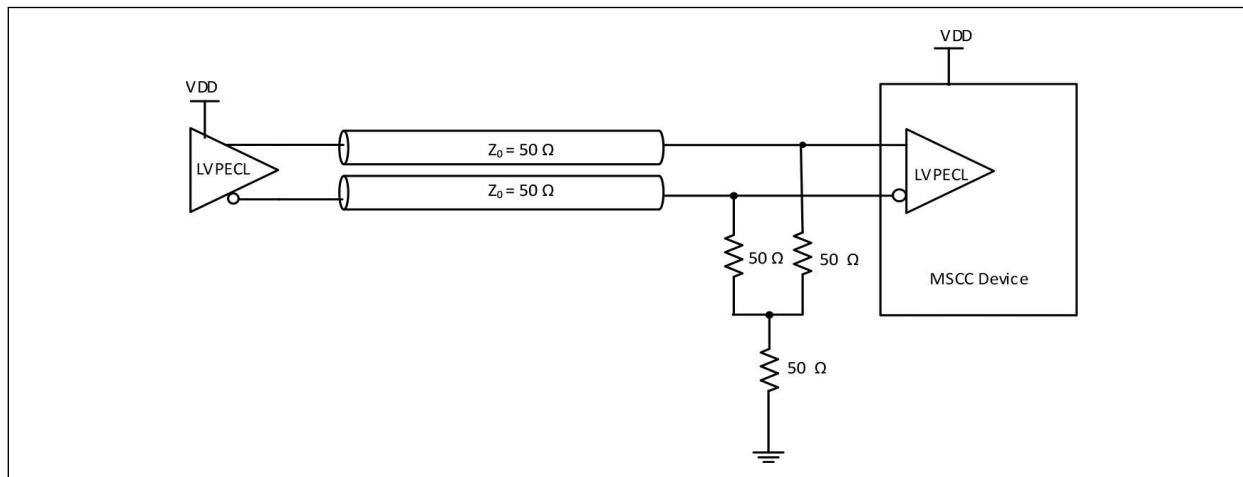 VDD
VDD
LVPECL
Z₀ = 50 Ω
Z₀ = 50 Ω
LVPECL
50 Ω
50 Ω
MSCC Device
50 Ω